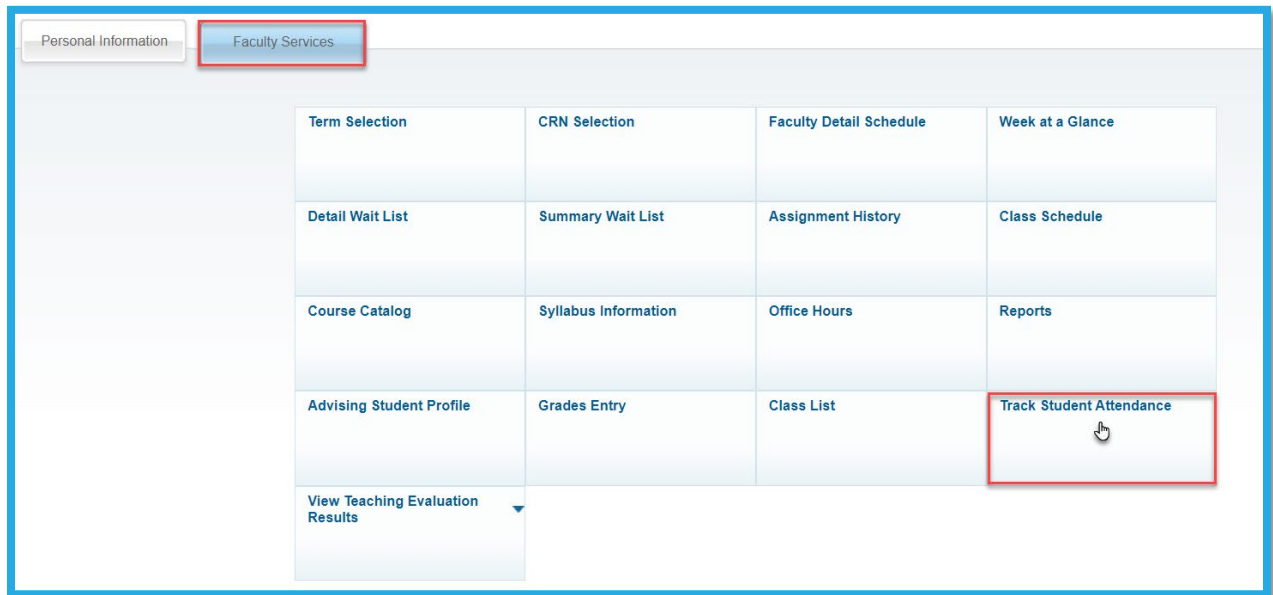 Personal Information
Faculty Services
Term Selection
CRN Selection
Faculty Detail Schedule
Week at a Glance
Detail Wait List
Summary Wait List
Assignment History
Class Schedule
Course Catalog
Syllabus Information
Office Hours
Reports
Advising Student Profile
Grades Entry
Class List
Track Student Attendance
View Teaching Evaluation
Results